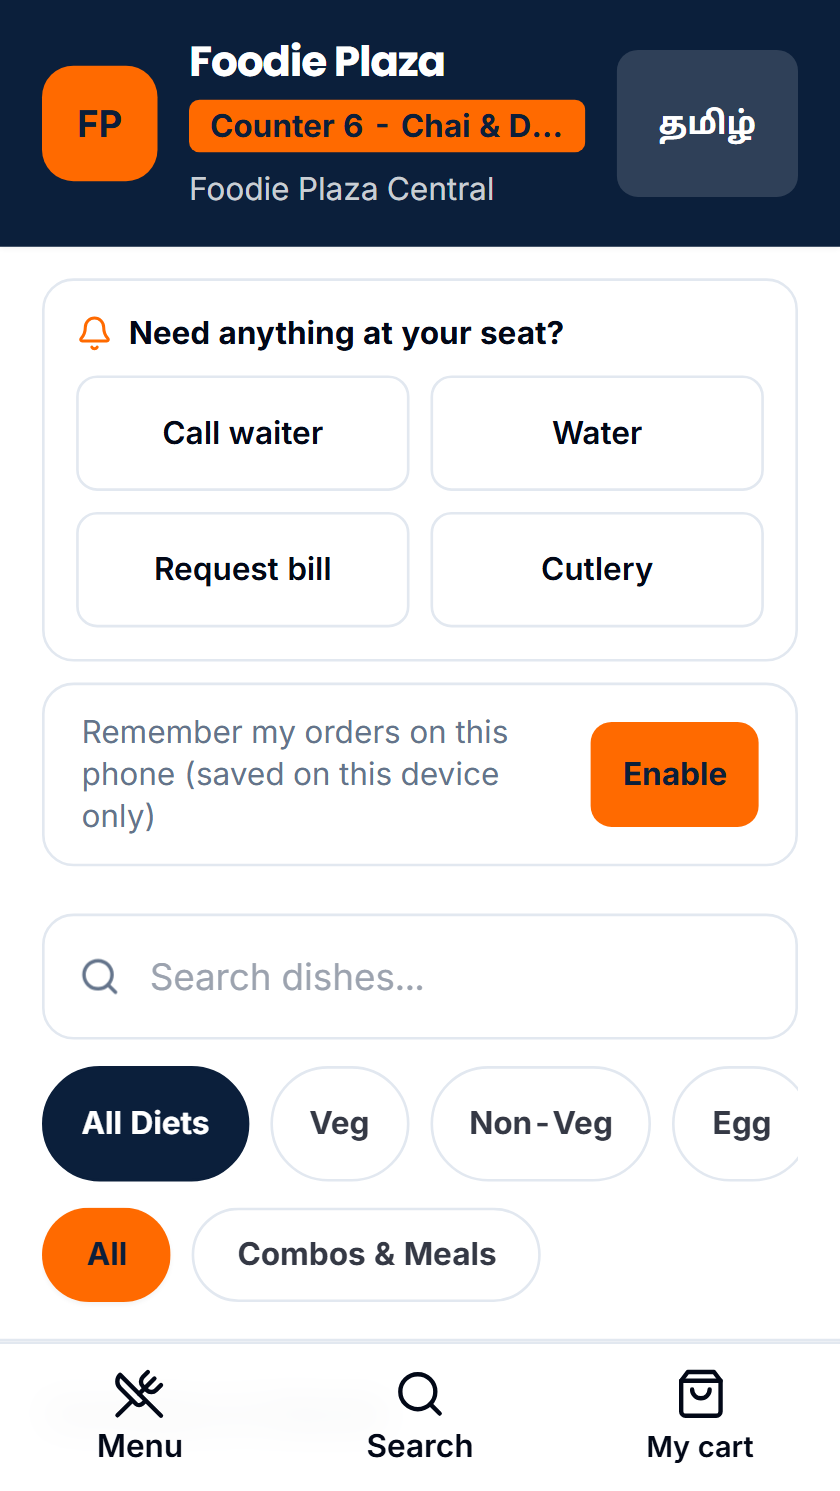 FP
Foodie Plaza
Counter 6 - Chai & D...
Foodie Plaza Central
தமிழ்
Need anything at your seat?
Call waiter
Water
Request bill
Cutlery
Remember my orders on this
phone (saved on this device
only)
Enable
Search dishes...
All Diets
Veg
Non-Veg
Egg
All
Combos & Meals
Menu
Search
My cart